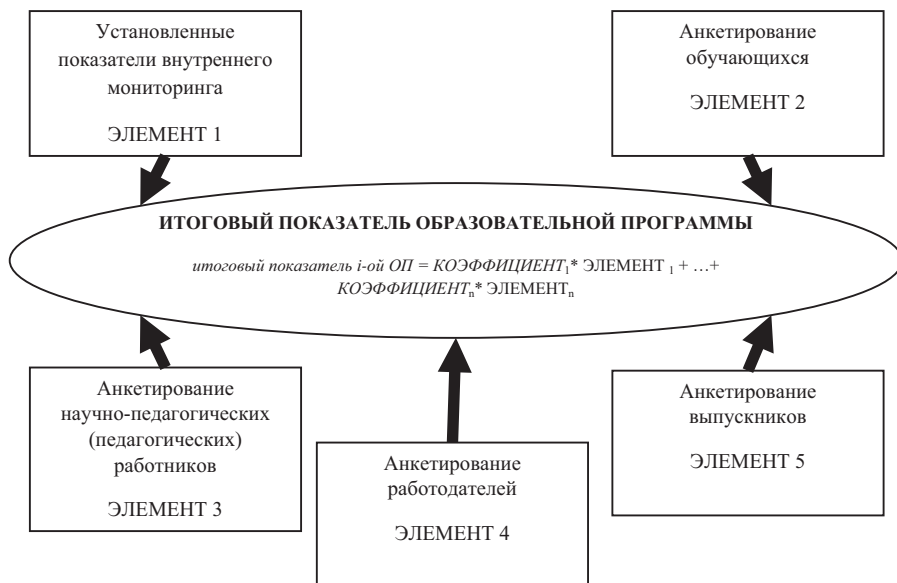 Установленные
показатели внутреннего
мониторинга
ЭЛЕМЕНТ 1
Анкетирование
обучающихся
ЭЛЕМЕНТ 2
ИТОГОВЫЙ ПОКАЗАТЕЛЬ ОБРАЗОВАТЕЛЬНОЙ ПРОГРАММЫ
итоговый показатель i-ой ОП = КОЭФФИЦИЕНТ₁* ЭЛЕМЕНТ ₁ + …+
КОЭФФИЦИЕНТₙ* ЭЛЕМЕНТₙ
Анкетирование
научно-педагогических
(педагогических)
работников
ЭЛЕМЕНТ 3
Анкетирование
работодателей
ЭЛЕМЕНТ 4
Анкетирование
выпускников
ЭЛЕМЕНТ 5